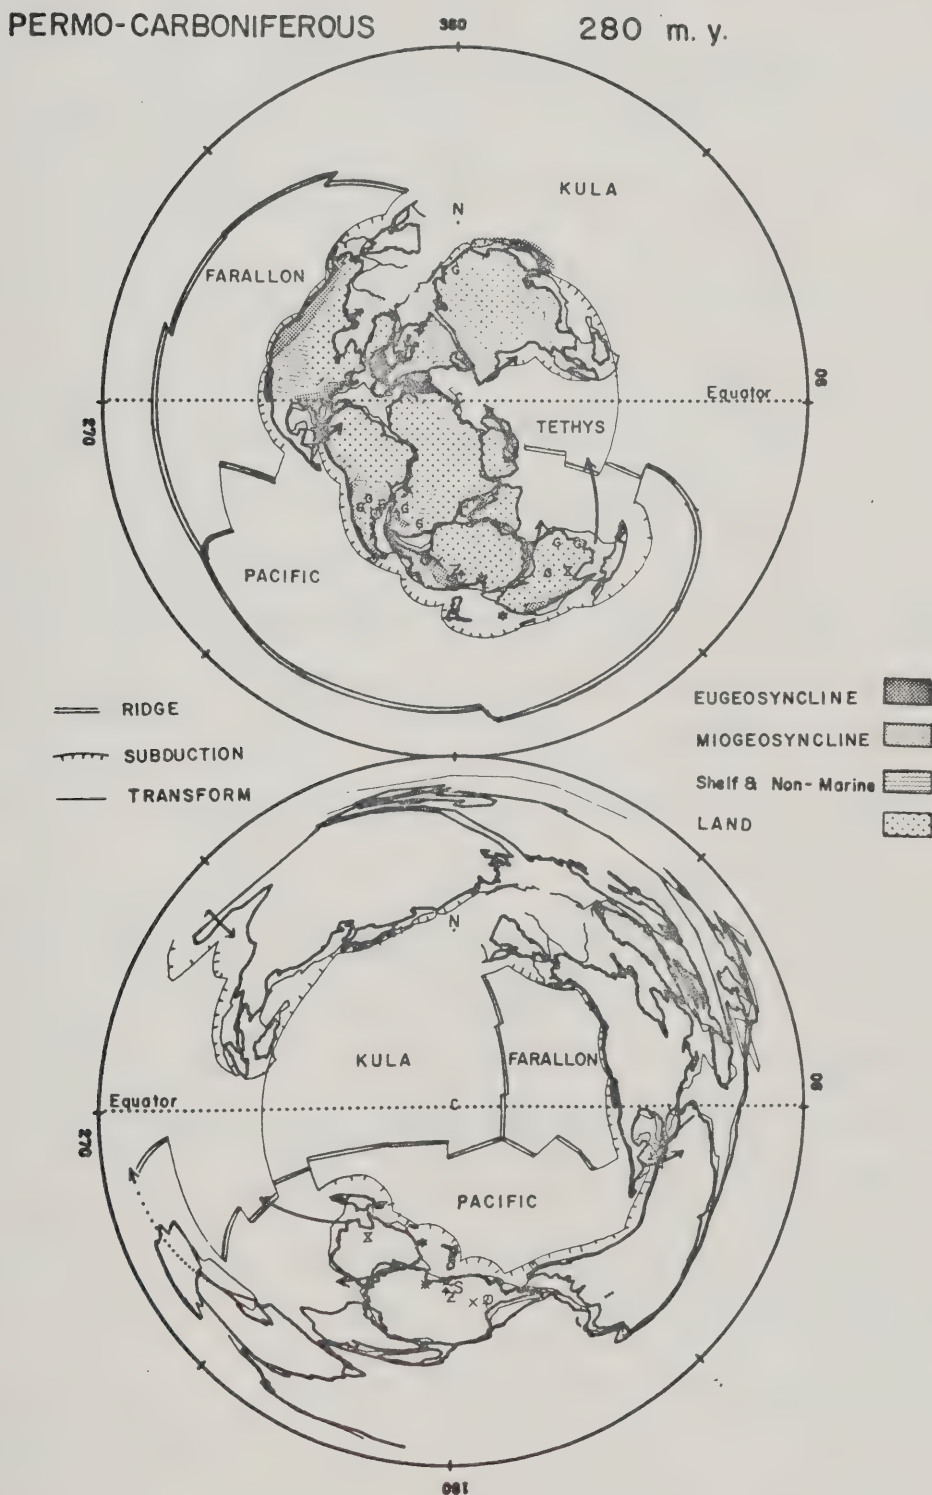 PERMO-CARBONIFEROUS 360 280 m. y.
KULA
N
G
FARALLON
Equator
90
270
TETHYS
PACIFIC
G
G
G
G
G
Z
*
*
RIDGE
SUBDUCTION
TRANSFORM
EUGEOSYNCLINE
MIOGEOSYNCLINE
Shelf & Non-Marine
LAND
N
KULA
FARALLON
90
Equator
C
270
PACIFIC
S
Z
X
180